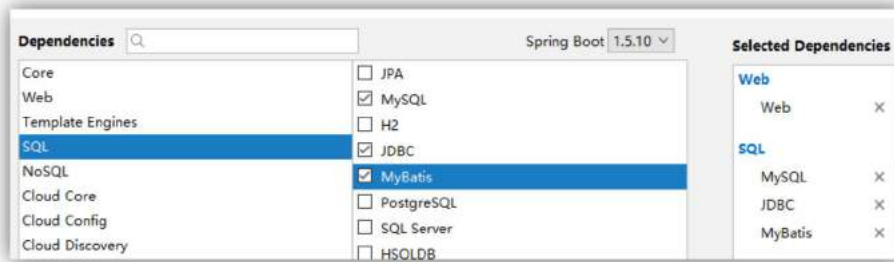 Dependencies
Spring Boot 1.5.10
Selected Dependencies
Core
Web
Template Engines
SQL
NoSQL
Cloud Core
Cloud Config
Cloud Discovery
JPA
MySQL
H2
JDBC
MyBatis
PostgreSQL
SQL Server
HSQLDB
Web
Web
SQL
MySQL
JDBC
MyBatis